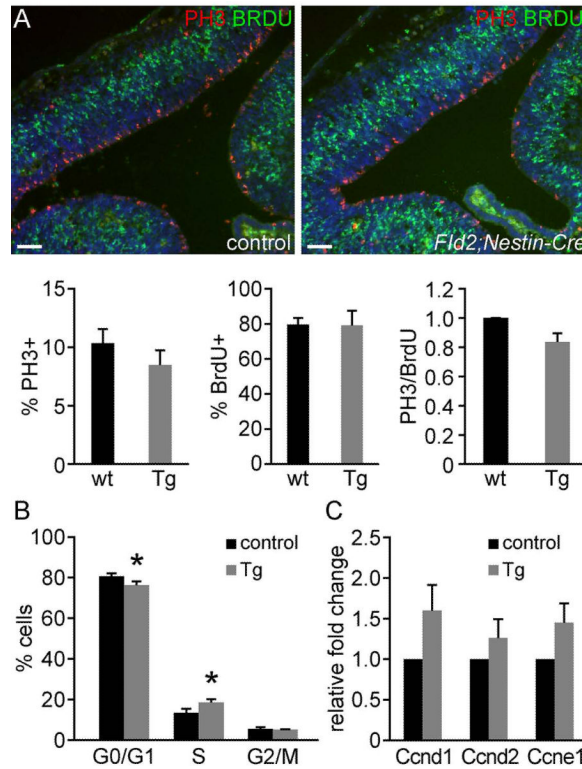 A
PH3 BRDU
PH3 BRDU
control
Fld2;Nestin-Cre
% PH3+
15
10
5
0
wt
Tg
% BrdU+
100
80
60
40
20
0
wt
Tg
PH3/BrdU
1.0
0.8
0.6
0.4
0.2
0
wt
Tg
B
% cells
100
80
60
40
20
0
control
Tg
*
*
G0/G1
S
G2/M
C
relative fold change
2.5
2.0
1.5
1.0
0.5
0.0
control
Tg
Ccnd1
Ccnd2
Ccne1